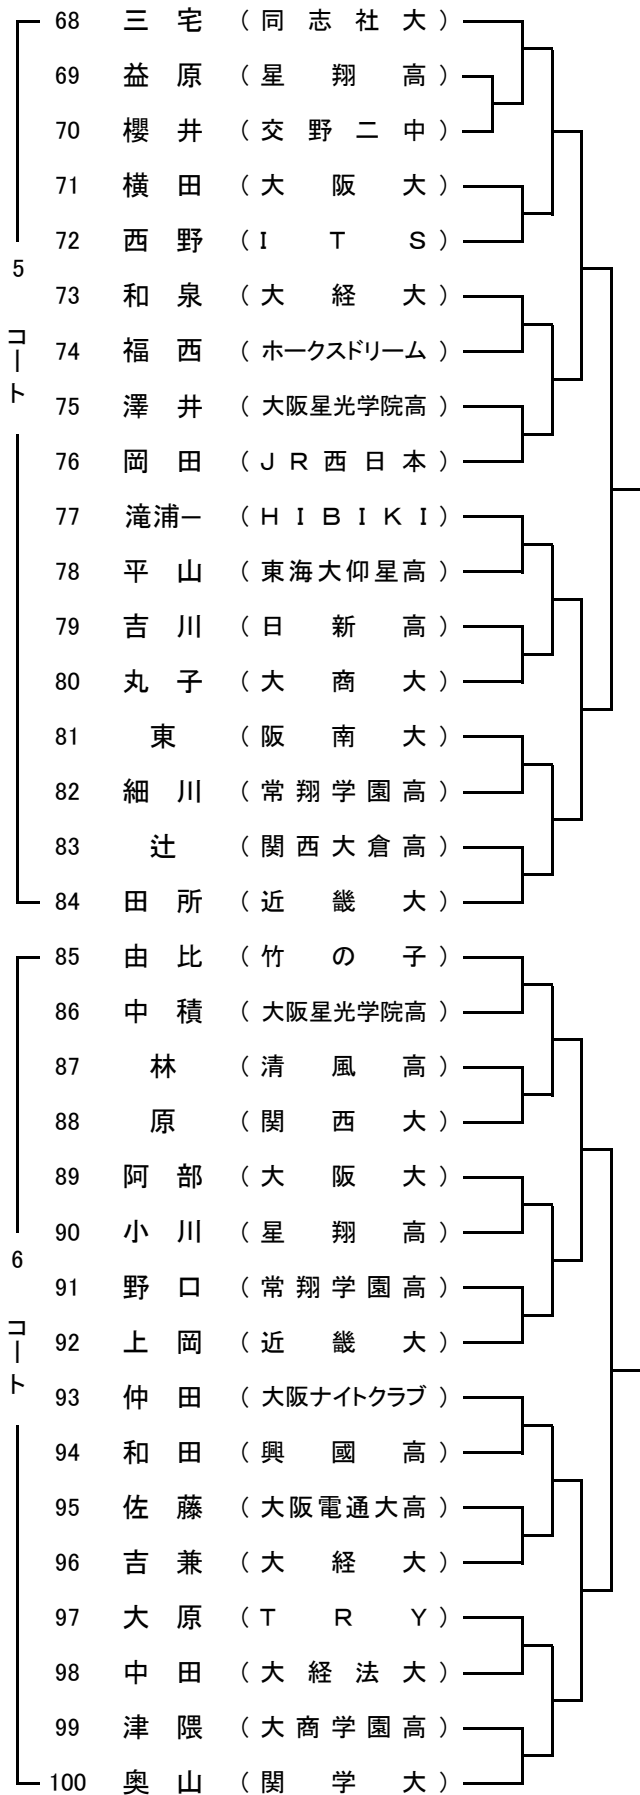 68 三宅 (同志社大)
69 益原 (星翔高)
70 櫻井 (交野二中)
71 横田 (大阪大)
72 西野 (ITS)
5コート
73 和泉 (大経大)
74 福西 (ホークスドリーム)
75 澤井 (大阪星光学院高)
76 岡田 (JR西日本)
77 滝浦一 (HIBIKI)
78 平山 (東海大仰星高)
79 吉川 (日新高)
80 丸子 (大商大)
81 東 (阪南大)
82 細川 (常翔学園高)
83 辻 (関西大倉高)
84 田所 (近畿大)
85 由比 (竹の子)
86 中積 (大阪星光学院高)
87 林 (清風高)
88 原 (関西大)
89 阿部 (大阪大)
90 小川 (星翔高)
6コート
91 野口 (常翔学園高)
92 上岡 (近畿大)
93 仲田 (大阪ナイトクラブ)
94 和田 (興國高)
95 佐藤 (大阪電通大高)
96 吉兼 (大経大)
97 大原 (TRY)
98 中田 (大経法大)
99 津隈 (大商学園高)
100 奥山 (関学大)